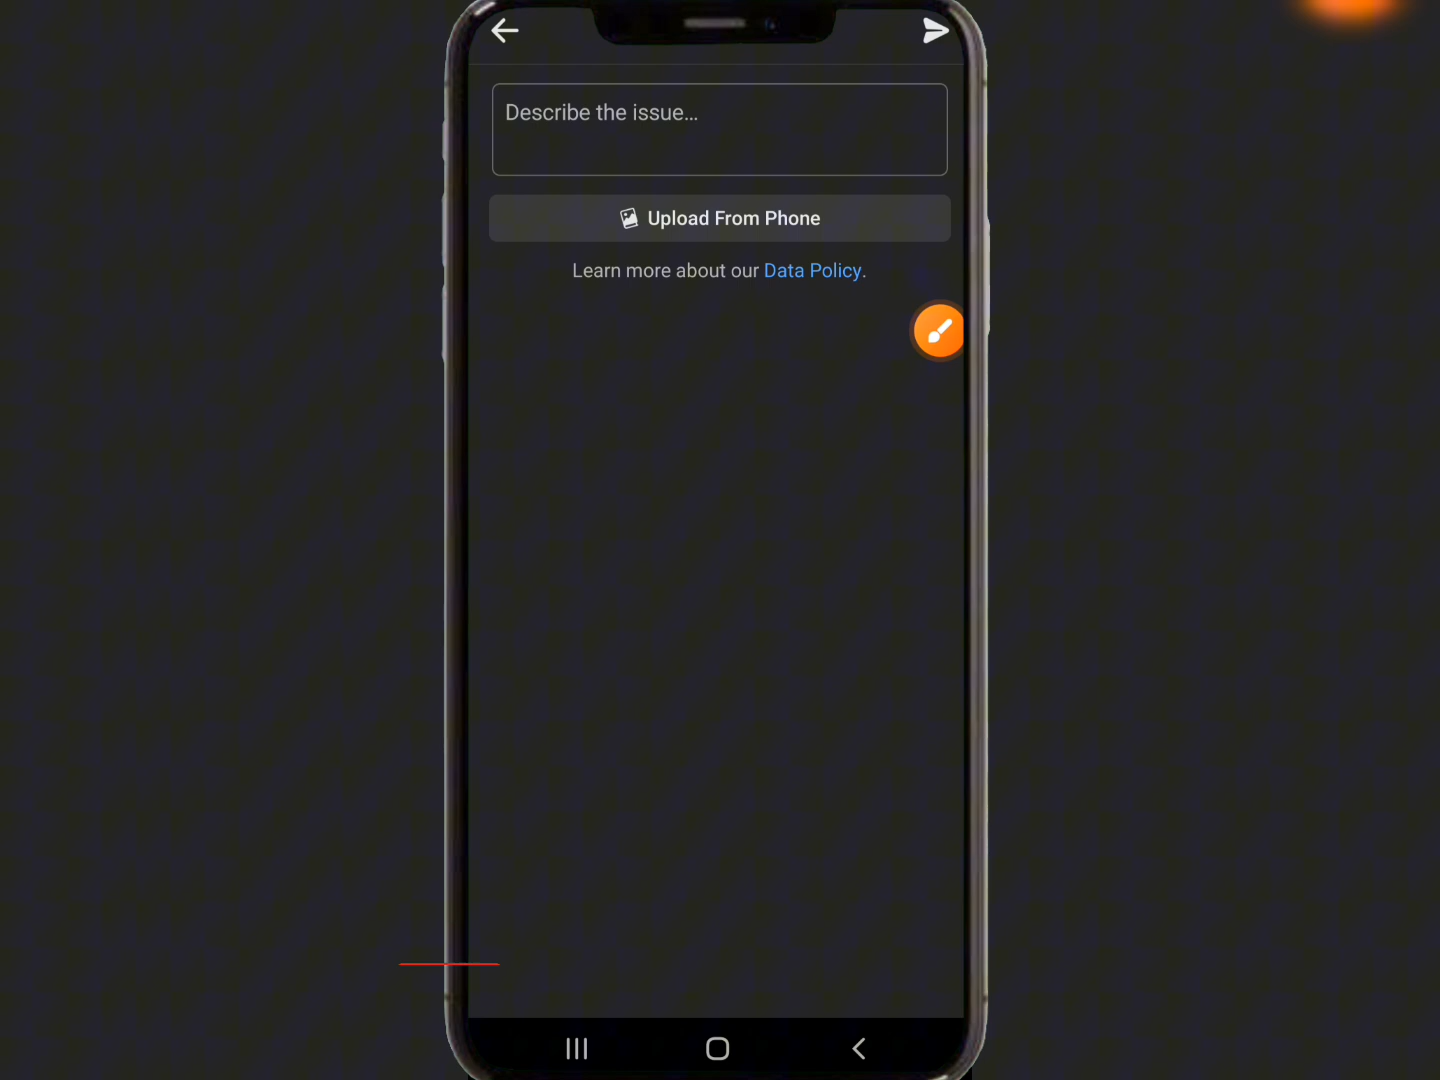 Describe the issue...
Upload From Phone
Learn more about our Data Policy.